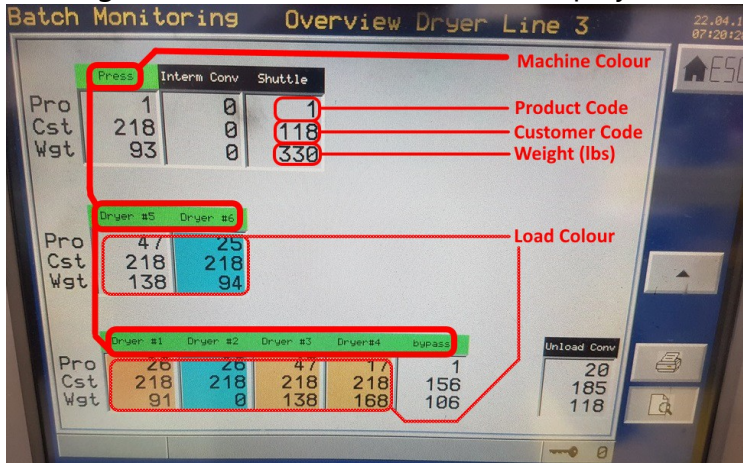 Batch Monitoring Overview Dryer Line 3
22.04.1
07:20:2
Machine Colour
ESC
Press Interm Conv Shuttle
Pro 1 0 1 Product Code
Cst 218 0 118 Customer Code
Wgt 93 0 330 Weight (lbs)
Dryer #5 Dryer #6
Load Colour
Pro 47 25
Cst 218 218
Wgt 138 94
Dryer #1 Dryer #2 Dryer #3 Dryer#4 bypass Unload Conv
Pro 26 26 47 17 1 20
Cst 218 218 218 218 156 185
Wgt 91 0 138 168 106 118
0